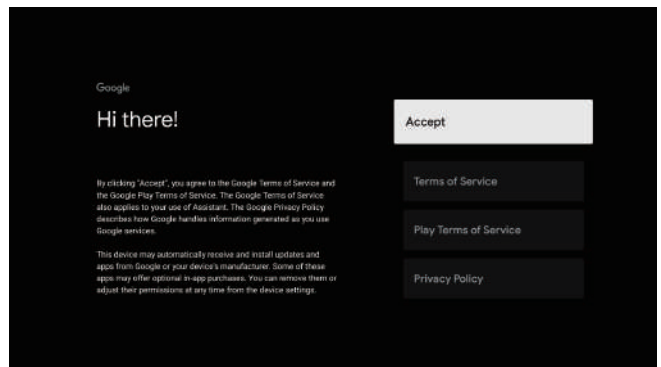 Google
Hi there!
By clicking "Accept", you agree to the Google Terms of Service and
the Google Play Terms of Service. The Google Terms of Service
also applies to your use of Assistant. The Google Privacy Policy
describes how Google handles information generated as you use
Google services.
This device may automatically receive and install updates and
apps from Google or your device's manufacturer. Some of these
apps may offer optional in-app purchases. You can remove them or
adjust their permissions at any time from the device settings.
Accept
Terms of Service
Play Terms of Service
Privacy Policy